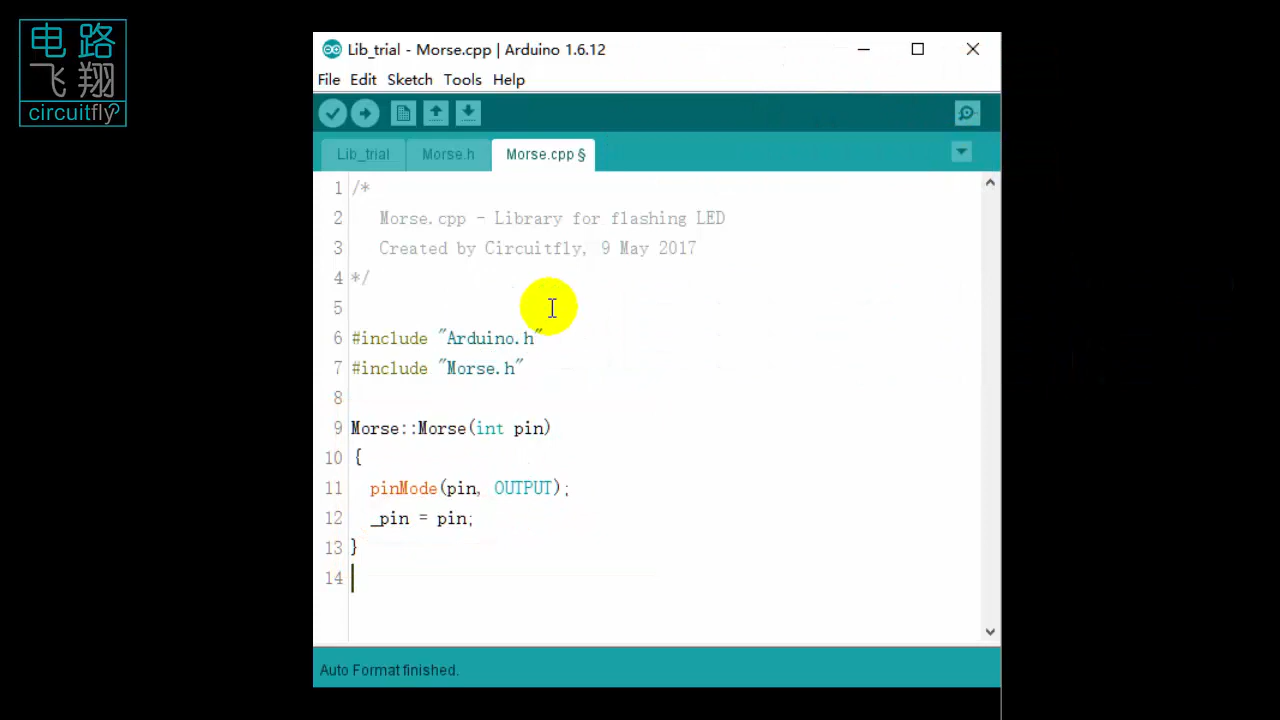 电路
飞翔
circuitfly
Lib_trial - Morse.cpp | Arduino 1.6.12
File Edit Sketch Tools Help
Lib_trial Morse.h Morse.cpp §
1 /*
2 Morse.cpp - Library for flashing LED
3 Created by Circuitfly, 9 May 2017
4 */
5
6 #include "Arduino.h"
7 #include "Morse.h"
8
9 Morse::Morse(int pin)
10 {
11 pinMode(pin, OUTPUT);
12 _pin = pin;
13 }
14
Auto Format finished.